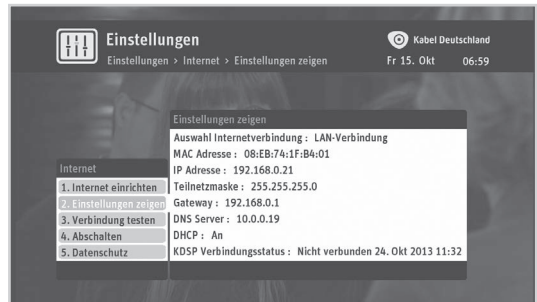 Einstellungen
Einstellungen > Internet > Einstellungen zeigen
Kabel Deutschland
Fr 15. Okt 06:59
Internet
1. Internet einrichten
2. Einstellungen zeigen
3. Verbindung testen
4. Abschalten
5. Datenschutz
Einstellungen zeigen
Auswahl Internetverbindung : LAN-Verbindung
MAC Adresse : 08:EB:74:1F:B4:01
IP Adresse : 192.168.0.21
Teilnetzmaske : 255.255.255.0
Gateway : 192.168.0.1
DNS Server : 10.0.0.19
DHCP : An
KDSP Verbindungsstatus : Nicht verbunden 24. Okt 2013 11:32